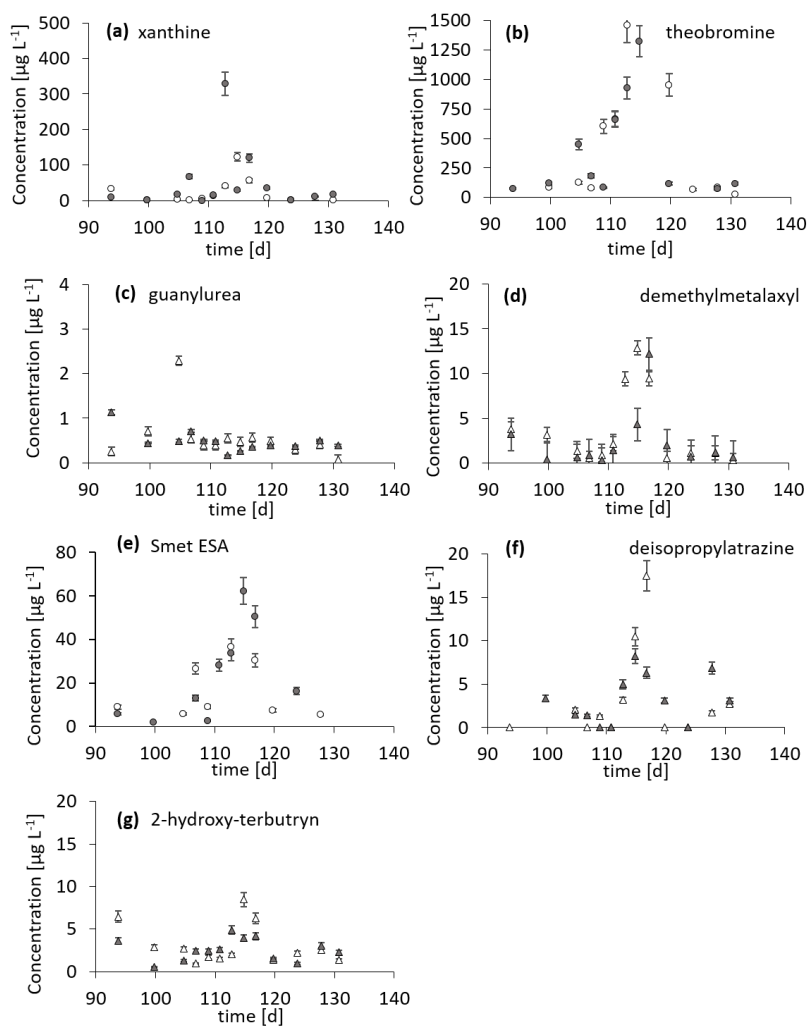 (a) xanthine
Concentration [µg L⁻¹]
500
400
300
200
100
0
90 100 110 120 130 140
time [d]
(b) theobromine
Concentration [µg L⁻¹]
1500
1250
1000
750
500
250
0
90 100 110 120 130 140
time [d]
(c) guanylurea
Concentration [µg L⁻¹]
4
3
2
1
0
90 100 110 120 130 140
time [d]
(d) demethylmetalaxyl
Concentration [µg L⁻¹]
20
15
10
5
0
90 100 110 120 130 140
time [d]
(e) Smet ESA
Concentration [µg L⁻¹]
80
60
40
20
0
90 100 110 120 130 140
time [d]
(f) deisopropylatrazine
Concentration [µg L⁻¹]
20
15
10
5
0
90 100 110 120 130 140
time [d]
(g) 2-hydroxy-terbutryn
Concentration [µg L⁻¹]
20
15
10
5
0
90 100 110 120 130 140
time [d]